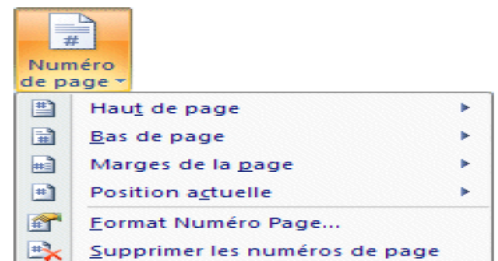 Numéro
de page
Haut de page
Bas de page
Marges de la page
Position actuelle
Format Numéro Page...
Supprimer les numéros de page